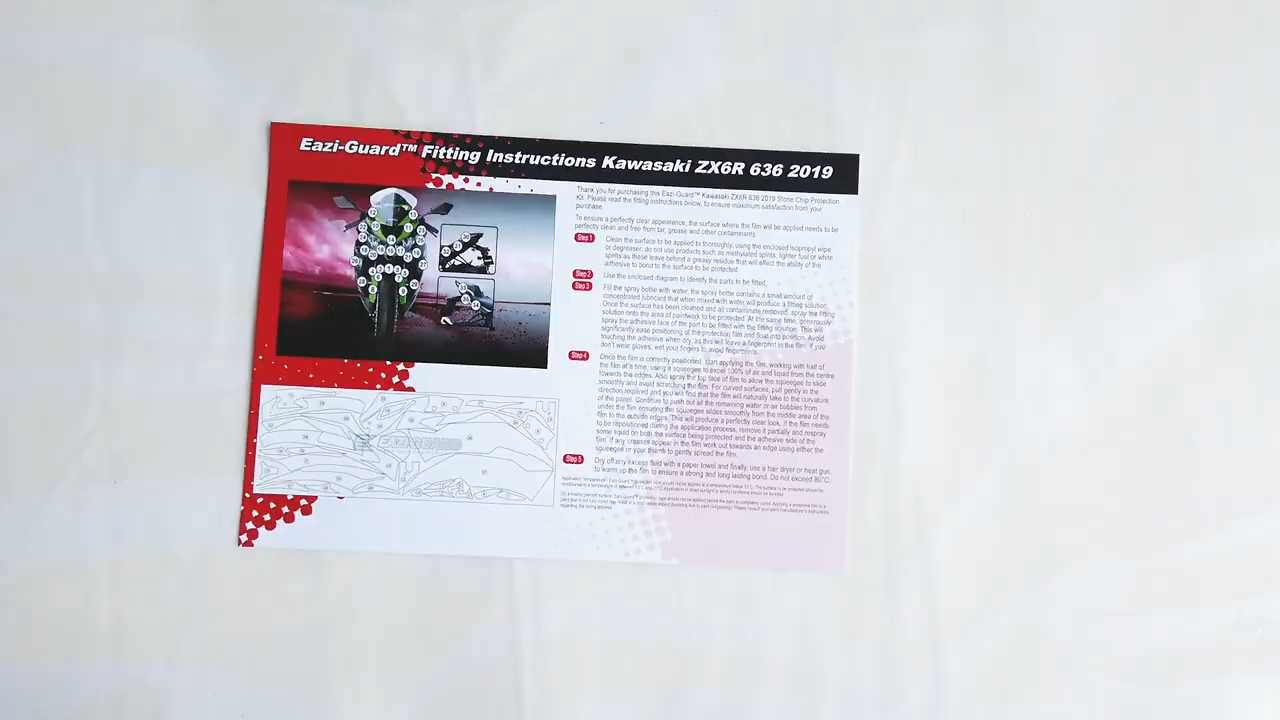 Eazi-Guard™ Fitting Instructions Kawasaki ZX6R 636 2019
Thank you for purchasing this Eazi-Guard™ Kawasaki ZX6R 636 2019 Stone Chip Protection
Kit. Please read the fitting instructions below, to ensure maximum satisfaction from your
purchase.
To ensure a perfectly clear appearance, the surface where the film will be applied needs to be
perfectly clean and free from tar, grease and other contaminants.
Step 1
Clean the surface to be applied to thoroughly, using the enclosed isopropyl wipe
or degreaser, do not use products such as methylated spirits, lighter fuel or white
spirits as these leave behind a greasy residue that will effect the ability of the
adhesive to bond to the surface to be protected.
Step 2
Use the enclosed diagram to identify the parts to be fitted.
Step 3
Fill the spray bottle with water, the spray bottle contains a small amount of
concentrated lubricant that when mixed with water will produce a fitting solution.
Once the surface has been cleaned and all contaminate removed, spray the fitting
solution onto the area of paintwork to be protected. At the same time, generously
spray the adhesive face of the part to be fitted with the fitting solution. This will
significantly ease positioning of the protection film and float into position. Avoid
touching the adhesive when dry, as this will leave a fingerprint in the film. If you
don't wear gloves, wet your fingers to avoid fingerprints.
Step 4
Once the film is correctly positioned, start applying the film, working with half of
the film at a time, using a squeegee to expel 100% of air and liquid from the centre
towards the edges. Also spray the top face of film to allow the squeegee to slide
smoothly and avoid scratching the film. For curved surfaces, pull gently in the
direction required and you will find that the film will naturally take to the curvature
of the panel. Continue to push out all the remaining water or air bubbles from
under the film ensuring the squeegee slides smoothly from the middle area of the
film to the outside edges. This will produce a perfectly clear look. If the film needs
to be repositioned during the application process, remove it partially and respray
some liquid on both the surface being protected and the adhesive side of the
film. If any creases appear in the film work out towards an edge using either the
squeegee or your thumb to gently spread the film.
Step 5
Dry off any excess fluid with a paper towel and finally, use a hair dryer or heat gun
to warm up the film to ensure a strong and long lasting bond. Do not exceed 80°C.